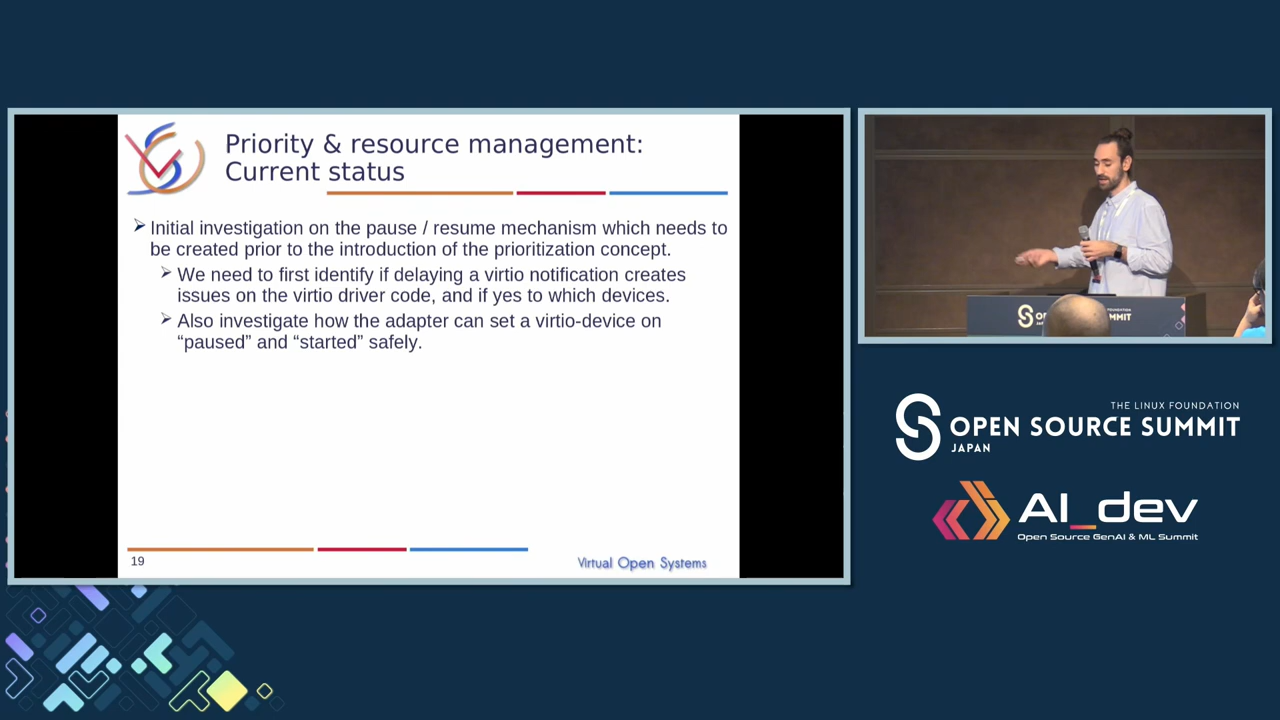 Priority & resource management:
Current status
Initial investigation on the pause / resume mechanism which needs to
be created prior to the introduction of the prioritization concept.
We need to first identify if delaying a virtio notification creates
issues on the virtio driver code, and if yes to which devices.
Also investigate how the adapter can set a virtio-device on
“paused” and “started” safely.
19
Virtual Open Systems
SUMMIT
THE LINUX FOUNDATION
OPEN SOURCE SUMMIT
JAPAN
AI_dev
Open Source GenAI & ML Summit